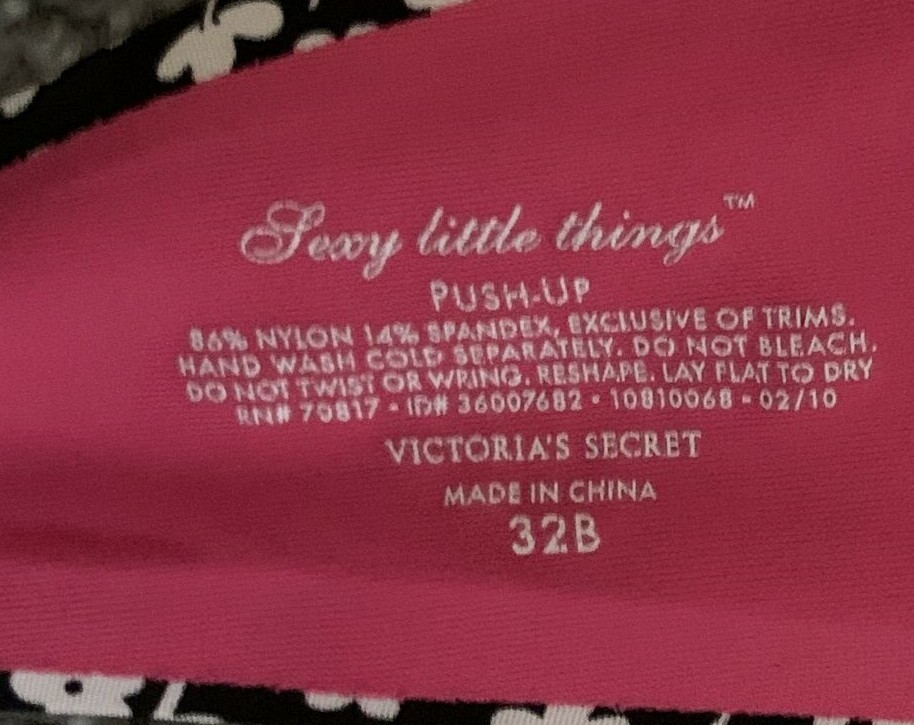 Sexy little things™
PUSH-UP
86% NYLON 14% SPANDEX, EXCLUSIVE OF TRIMS.
HAND WASH COLD SEPARATELY. DO NOT BLEACH.
DO NOT TWIST OR WRING. RESHAPE. LAY FLAT TO DRY
RN# 70817 • ID# 36007682 • 10810068 - 02/10
VICTORIA'S SECRET
MADE IN CHINA
32B